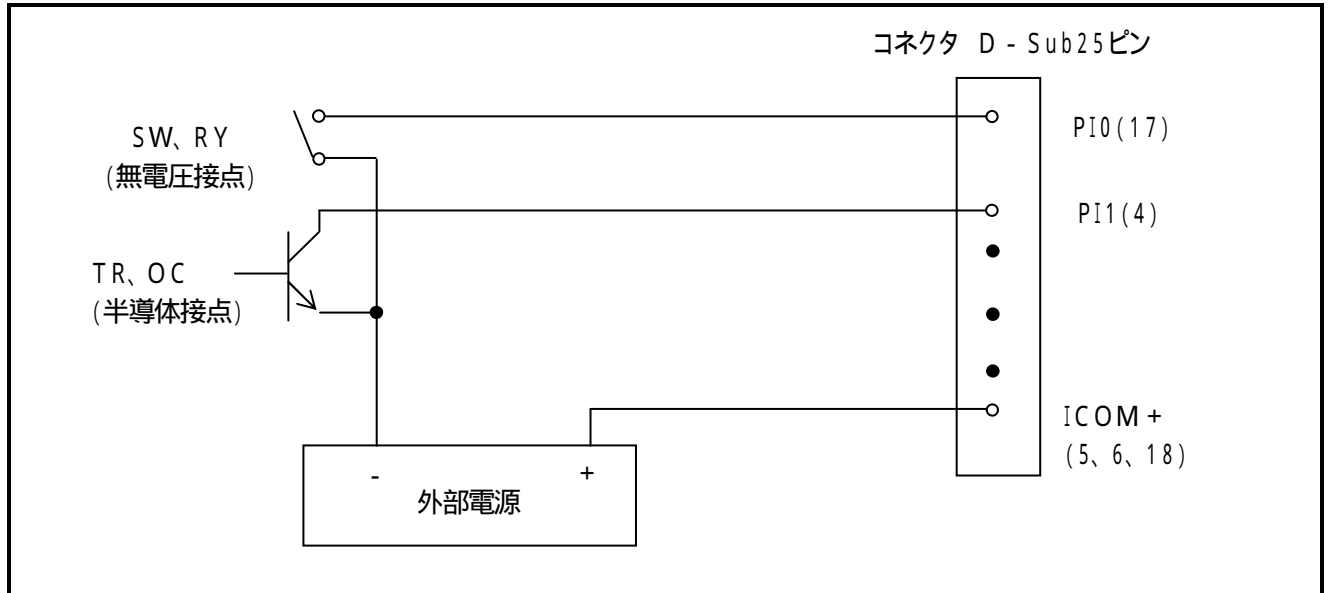 コネクタ D-Sub25ピン
SW、RY
(無電圧接点)
PI0(17)
PI1(4)
TR、OC
(半導体接点)
ICOM+
(5、6、18)
- +
外部電源